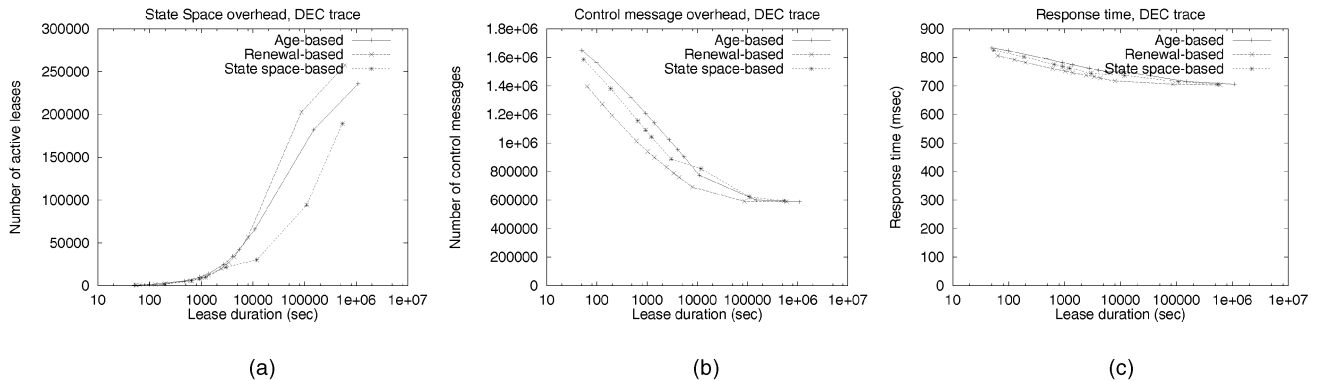 State Space overhead, DEC trace
300000
250000
200000
150000
100000
50000
0
Number of active leases
Age-based
Renewal-based
State space-based
10 100 1000 10000 100000 1e+06 1e+07
Lease duration (sec)
(a)
Control message overhead, DEC trace
1.8e+06
1.6e+06
1.4e+06
1.2e+06
1e+06
800000
600000
400000
200000
0
Number of control messages
Age-based
Renewal-based
State space-based
10 100 1000 10000 100000 1e+06 1e+07
Lease duration (sec)
(b)
Response time, DEC trace
900
800
700
600
500
400
300
200
100
0
Response time (msec)
Age-based
Renewal-based
State space-based
10 100 1000 10000 100000 1e+06 1e+07
Lease duration (sec)
(c)